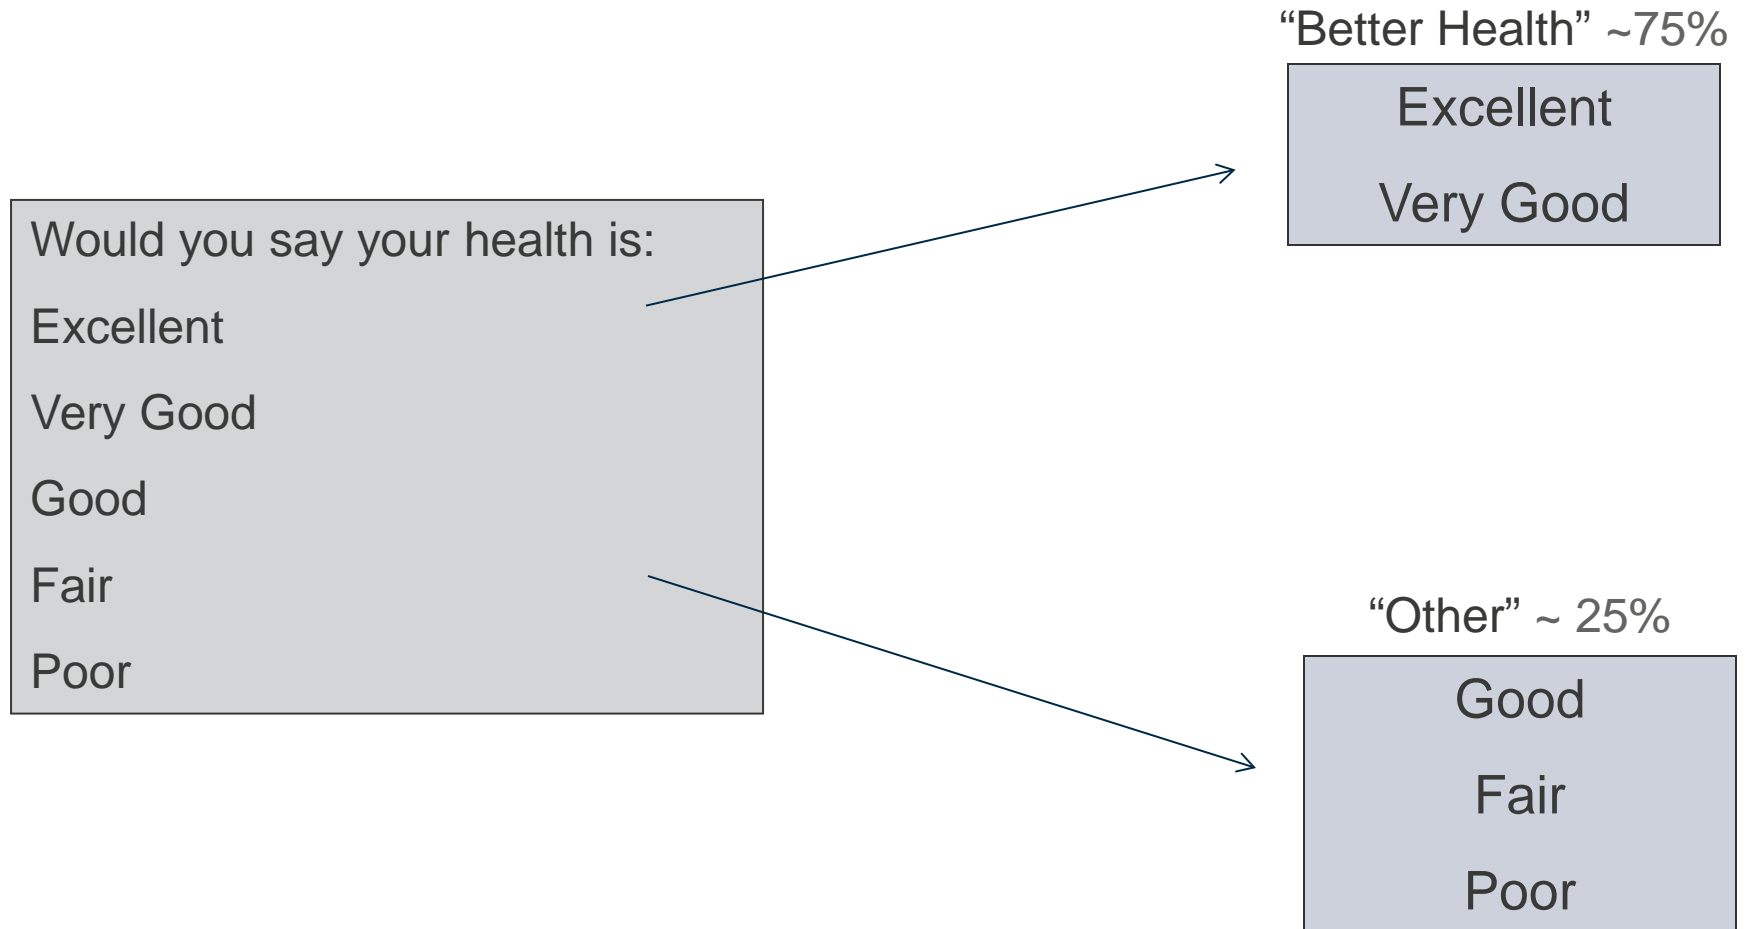 “Better Health” ~75%
Excellent
Very Good
Would you say your health is:
Excellent
Very Good
Good
Fair
Poor
“Other” ~ 25%
Good
Fair
Poor